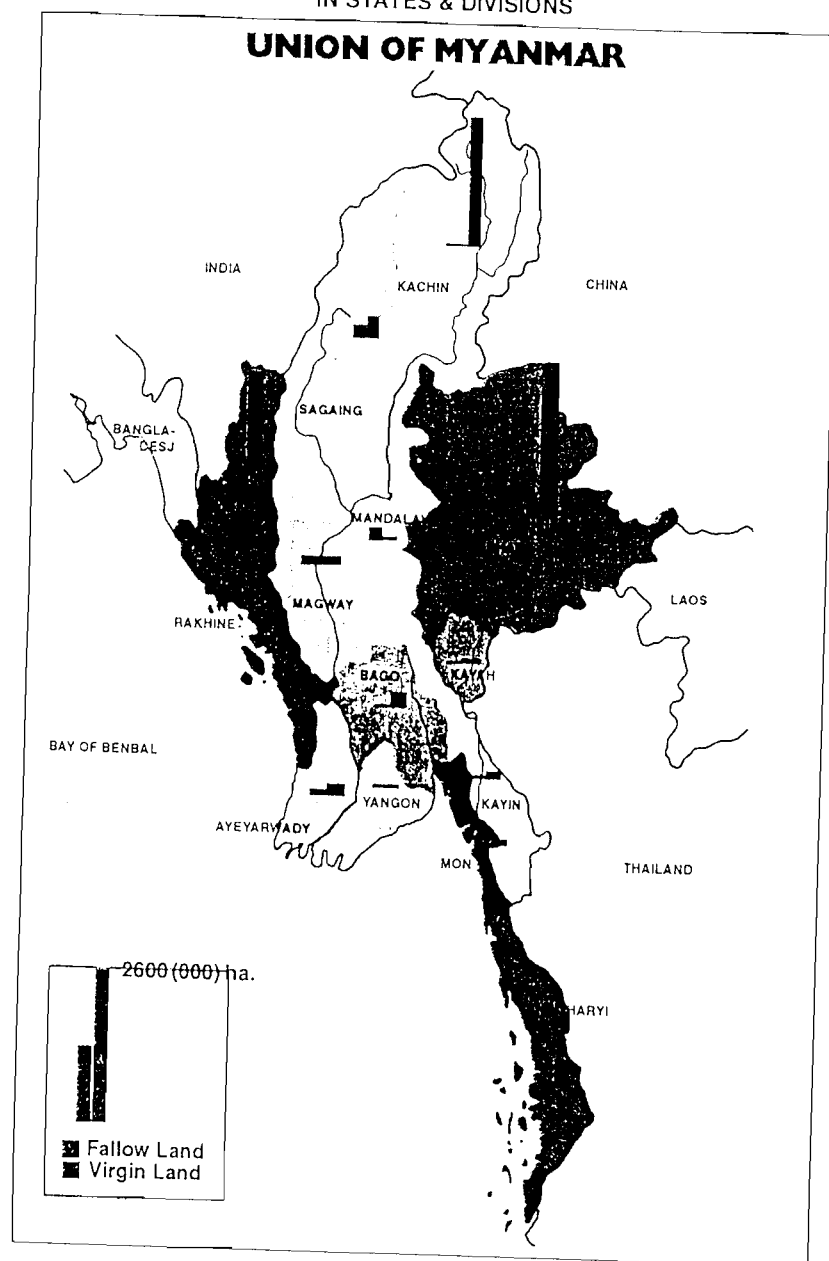 IN STATES & DIVISIONS
UNION OF MYANMAR
INDIA
KACHIN
CHINA
SAGAING
BANGLA-
DESJ
MANDALAY
LAOS
MAGWAY
RAKHINE
BAGO
KAYAH
BAY OF BENBAL
YANGON
KAYIN
AYEYARWADY
MON
THAILAND
HARYI
2600 (000) ha.
Fallow Land
Virgin Land